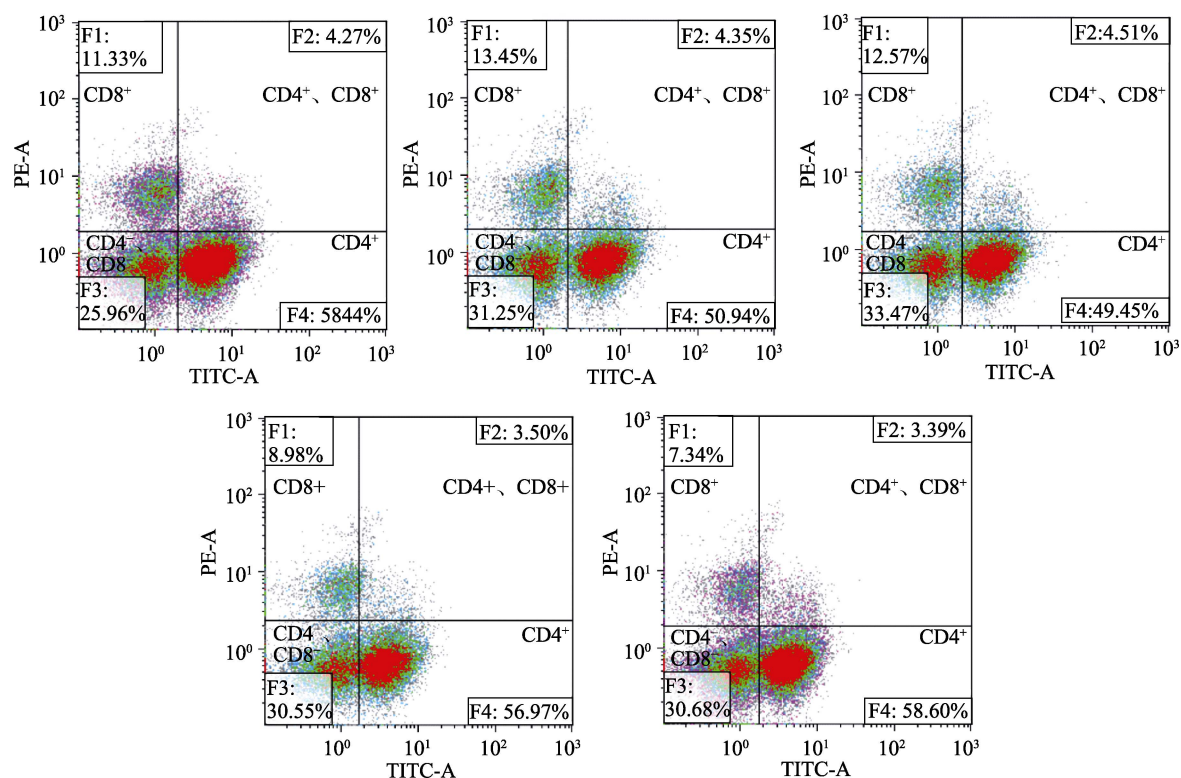 10³
F1:
11.33%
F2: 4.27%
10²
CD8⁺
CD4⁺、CD8⁺
PE-A
10¹
10⁰
CD4⁻、
CD8⁻
CD4⁺
F3:
25.96%
F4: 5844%
10⁰ 10¹ 10² 10³
TITC-A
10³
F1:
13.45%
F2: 4.35%
10²
CD8⁺
CD4⁺、CD8⁺
PE-A
10¹
10⁰
CD4⁻、
CD8
CD4⁺
F3:
31.25%
F4: 50.94%
10⁰ 10¹ 10² 10³
TITC-A
10³
F1:
12.57%
F2:4.51%
10²
CD8⁺
CD4⁺、CD8⁺
PE-A
10¹
10⁰
CD4
CD8
CD4⁺
F3:
33.47%
F4:49.45%
10⁰ 10¹ 10² 10³
TITC-A
10³
F1:
8.98%
F2: 3.50%
10²
CD8+
CD4+、CD8+
PE-A
10¹
10⁰
CD4 、
CD8⁻
CD4⁺
F3:
30.55%
F4: 56.97%
10⁰ 10¹ 10² 10³
TITC-A
10³
F1:
7.34%
F2: 3.39%
10²
CD8⁺
CD4⁺、CD8⁺
PE-A
10¹
10⁰
CD4⁻、
CD8⁻
CD4⁺
F3:
30.68%
F4: 58.60%
10⁰ 10¹ 10² 10³
TITC-A